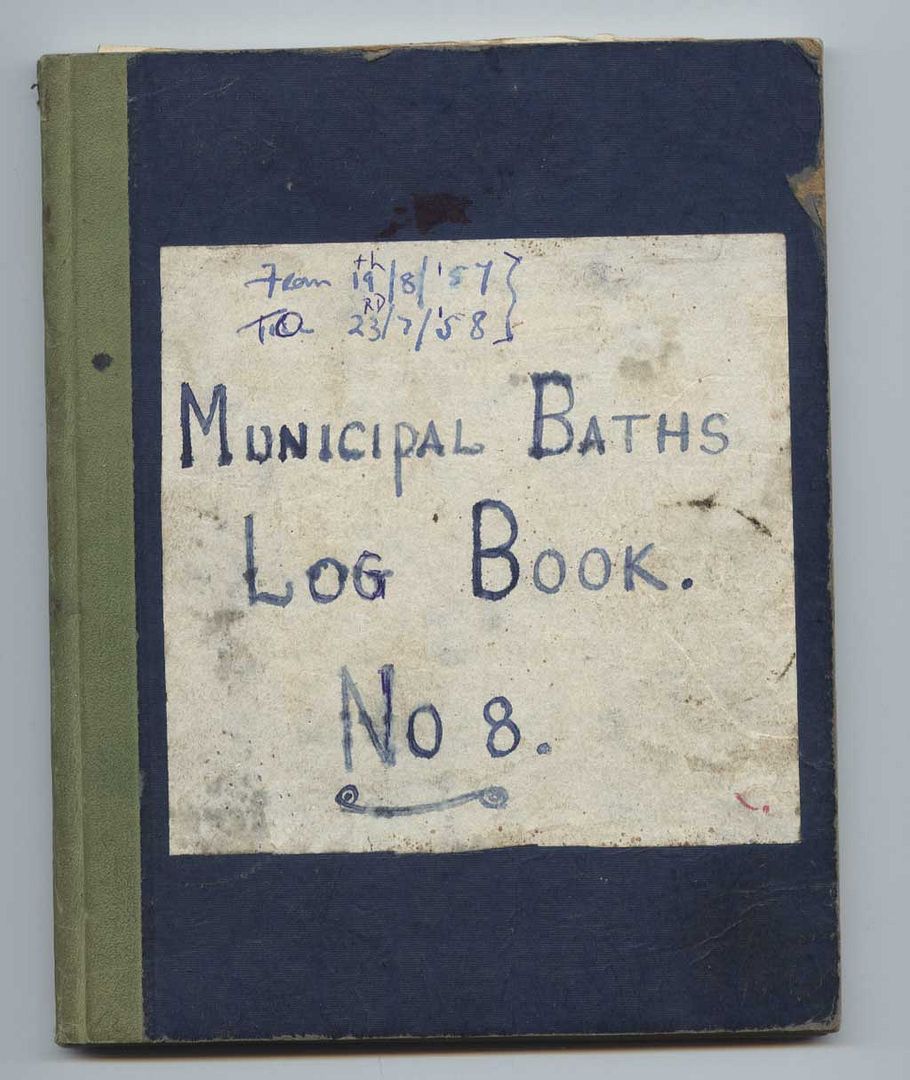 From 19th/8/'57
To 23RD/7/'58
MUNICIPAL BATHS
LOG BOOK.
No 8.